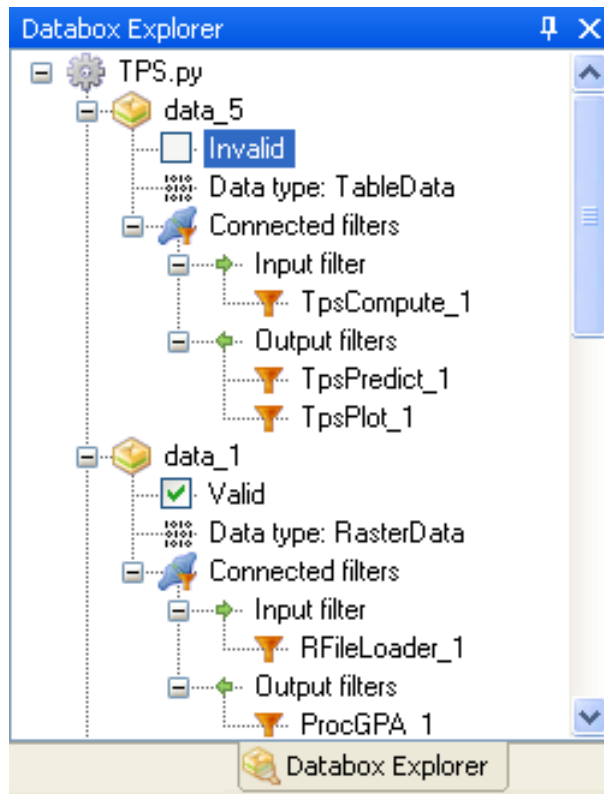 Databox Explorer
TPS.py
data_5
Invalid
Data type: TableData
Connected filters
Input filter
TpsCompute_1
Output filters
TpsPredict_1
TpsPlot_1
data_1
Valid
Data type: RasterData
Connected filters
Input filter
RFileLoader_1
Output filters
ProcGPA_1
Databox Explorer